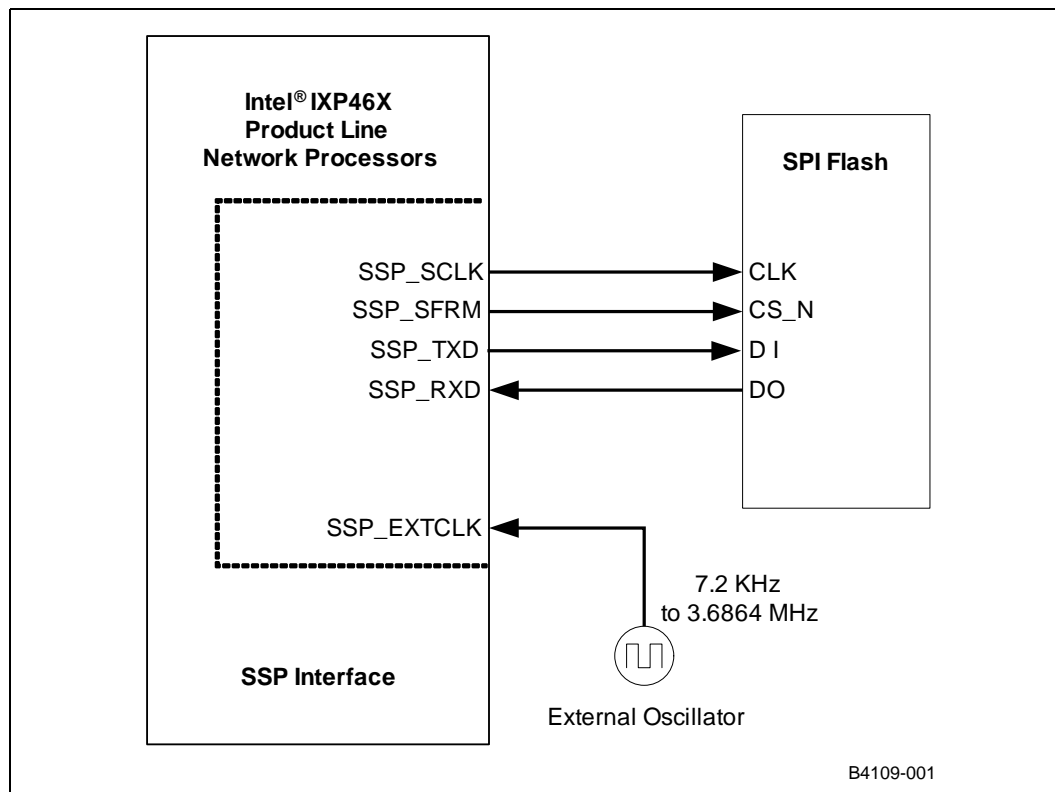 Intel® IXP46X
Product Line
Network Processors
SPI Flash
SSP_SCLK
CLK
SSP_SFRM
CS_N
SSP_TXD
D I
SSP_RXD
DO
SSP_EXTCLK
7.2 KHz
to 3.6864 MHz
SSP Interface
External Oscillator
B4109-001